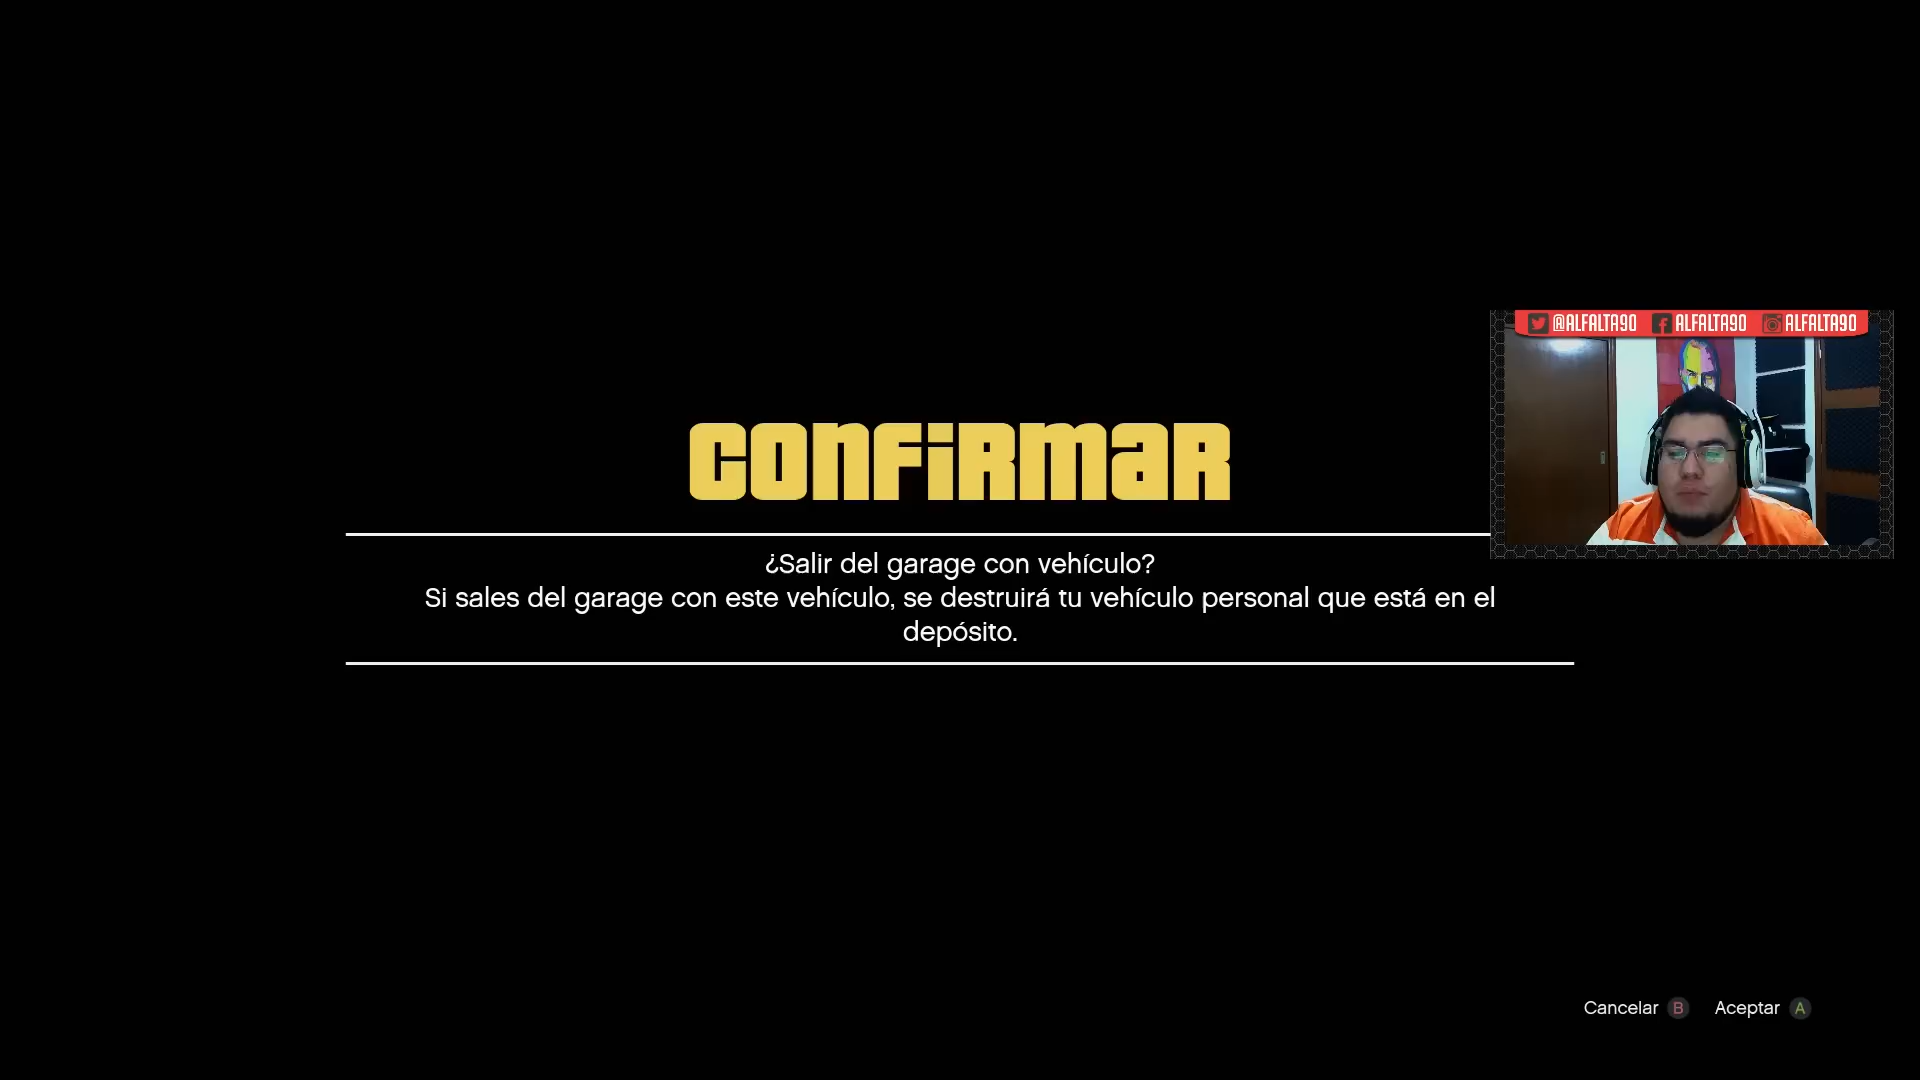 @ALFALTA90 ALFALTA90 ALFALTA90
CONFIRMAR
¿Salir del garage con vehículo?
Si sales del garage con este vehículo, se destruirá tu vehículo personal que está en el
depósito.
Cancelar B Aceptar A